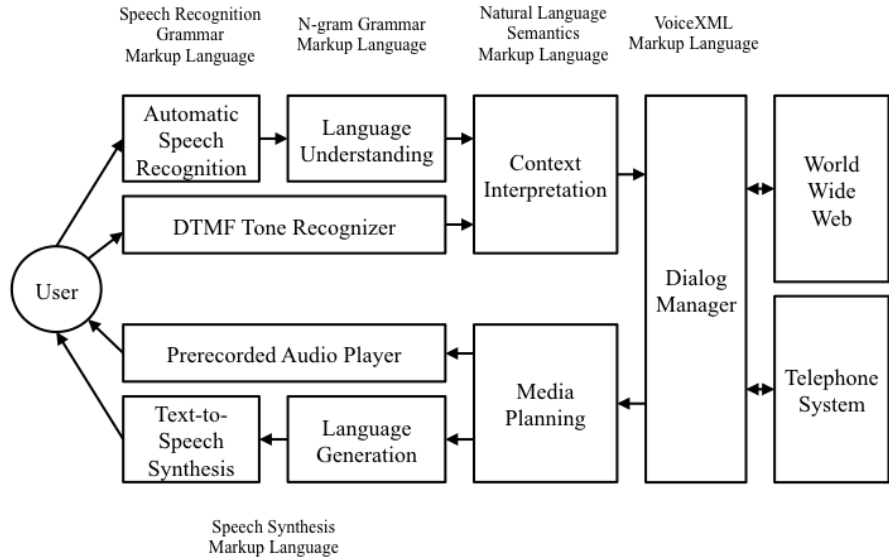 Speech Recognition
Grammar
Markup Language
N-gram Grammar
Markup Language
Natural Language
Semantics
Markup Language
VoiceXML
Markup Language
Automatic
Speech
Recognition
Language
Understanding
Context
Interpretation
DTMF Tone Recognizer
World
Wide
Web
User
Dialog
Manager
Prerecorded Audio Player
Media
Planning
Telephone
System
Text-to-
Speech
Synthesis
Language
Generation
Speech Synthesis
Markup Language